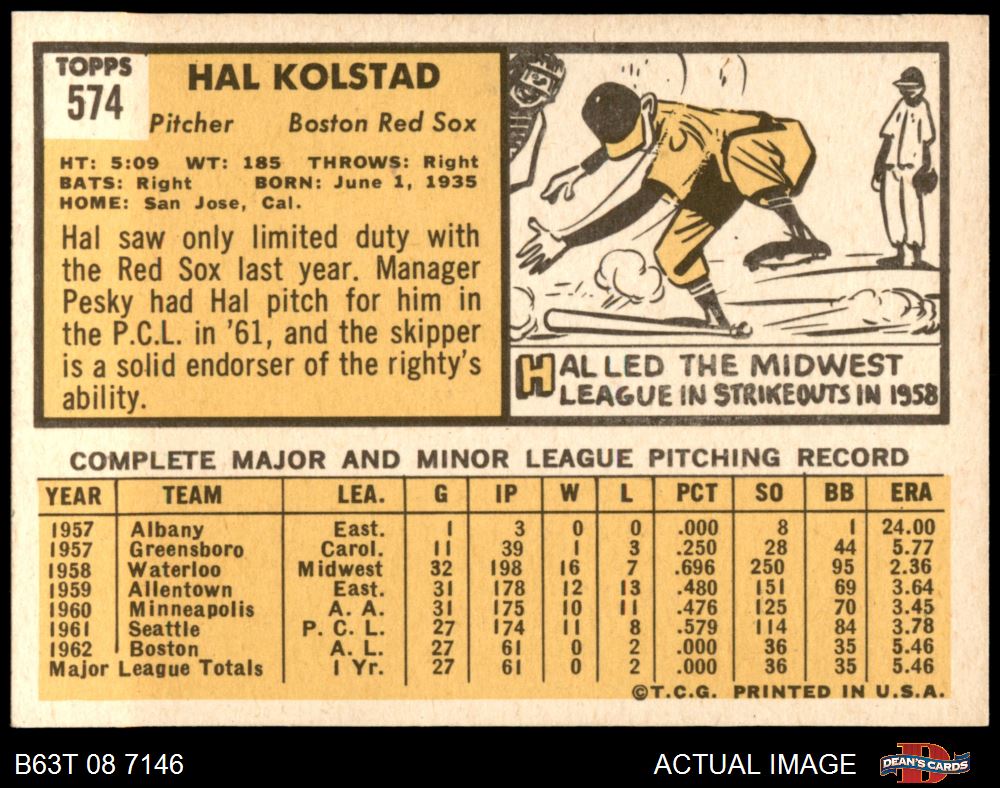 TOPPS
574
HAL KOLSTAD
Pitcher Boston Red Sox
HT: 5:09 WT: 185 THROWS: Right
BATS: Right BORN: June 1, 1935
HOME: San Jose, Cal.
Hal saw only limited duty with
the Red Sox last year. Manager
Pesky had Hal pitch for him in
the P.C.L. in '61, and the skipper
is a solid endorser of the righty's
ability.
HAL LED THE MIDWEST
LEAGUE IN STRIKEOUTS IN 1958
COMPLETE MAJOR AND MINOR LEAGUE PITCHING RECORD
YEAR TEAM LEA. G IP W L PCT SO BB ERA
1957 Albany East. 1 3 0 0 .000 8 1 24.00
1957 Greensboro Carol. 11 39 1 3 .250 28 44 5.77
1958 Waterloo Midwest 32 198 16 7 .696 250 95 2.36
1959 Allentown East. 31 178 12 13 .480 151 69 3.64
1960 Minneapolis A. A. 31 175 10 11 .476 125 70 3.45
1961 Seattle P. C. L. 27 174 11 8 .579 114 84 3.78
1962 Boston A. L. 27 61 0 2 .000 36 35 5.46
Major League Totals 1 Yr. 27 61 0 2 .000 36 35 5.46
©T.C.G. PRINTED IN U.S.A.
B63T 08 7146 ACTUAL IMAGE
D
DEAN'S CARDS